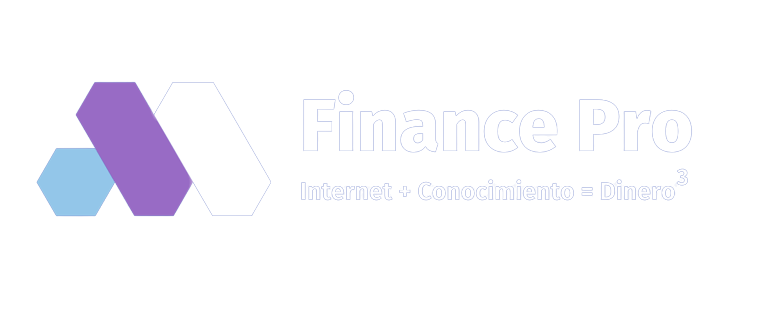 Finance Pro
Internet + Conocimiento = Dinero³